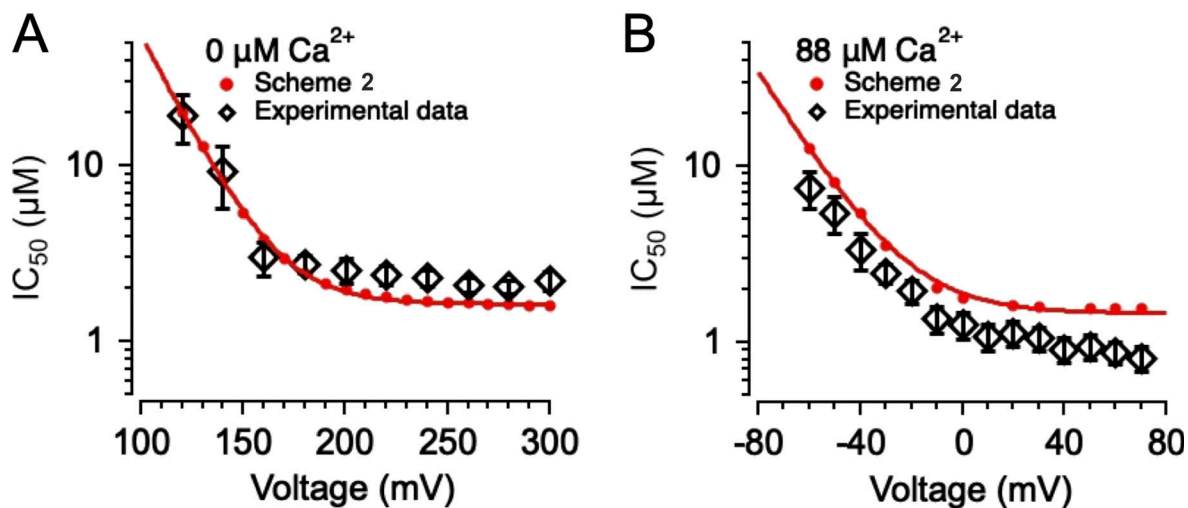 A
0 μM Ca²⁺
Scheme 2
Experimental data
IC₅₀ (μM)
10
1
100 150 200 250 300
Voltage (mV)
B
88 μM Ca²⁺
Scheme 2
Experimental data
IC₅₀ (μM)
10
1
-80 -40 0 40 80
Voltage (mV)